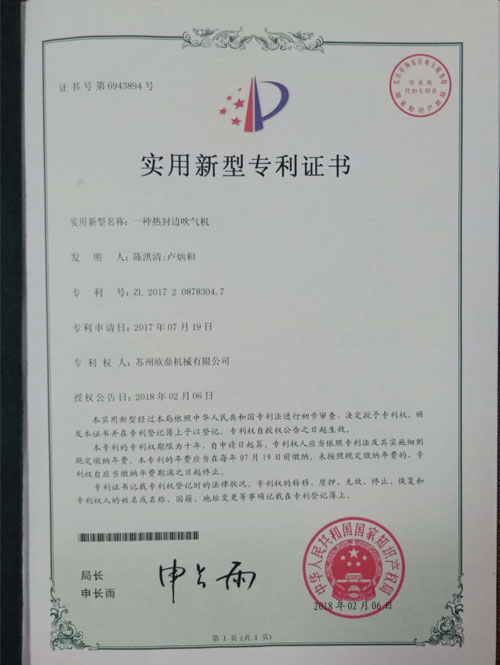 证书号第6943894号
实用新型专利证书
实用新型名称：一种热封边吹气机
发 明 人：陈洪清;卢炳和
专 利 号：ZL 2017 2 0878304.7
专利申请日：2017年07月19日
专 利 权 人：苏州欣鼎机械有限公司
授权公告日：2018年02月06日
本实用新型经过本局依照中华人民共和国专利法进行初步审查，决定授予专利权，颁
发本证书并在专利登记簿上予以登记。专利权自授权公告之日起生效。
本专利的专利权期限为十年，自申请日起算。专利权人应当依照专利法及其实施细则
规定缴纳年费。本专利的年费应当在每年07月19日前缴纳。未按照规定缴纳年费的，专
利权自应当缴纳年费期满之日起终止。
专利证书记载专利权登记时的法律状况。专利权的转移、质押、无效、终止、恢复和
专利权人的姓名或名称、国籍、地址变更等事项记载在专利登记簿上。
局长
申长雨
申长雨
中华人民共和国国家知识产权局
2018年02月06日
第1页(共1页)